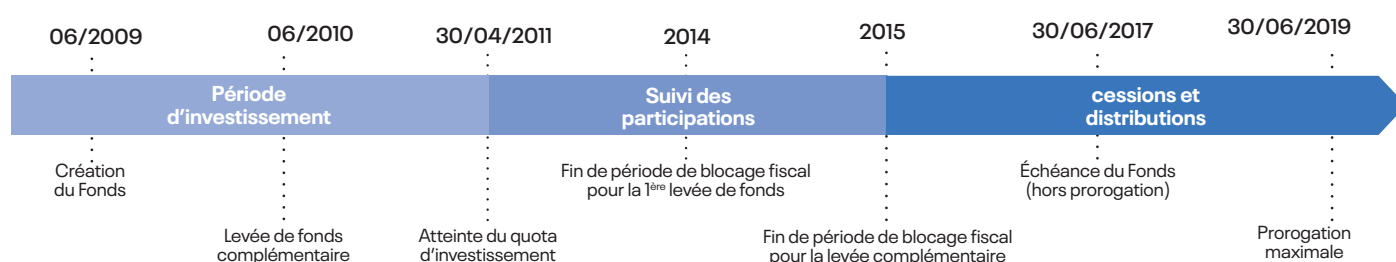 06/2009 06/2010 30/04/2011 2014 2015 30/06/2017 30/06/2019
Période
d'investissement
Suivi des
participations
cessions et
distributions
Création
du Fonds
Fin de période de blocage fiscal
pour la 1ère levée de fonds
Échéance du Fonds
(hors prorogation)
Levée de fonds
complémentaire
Atteinte du quota
d'investissement
Fin de période de blocage fiscal
pour la levée complémentaire
Prorogation
maximale